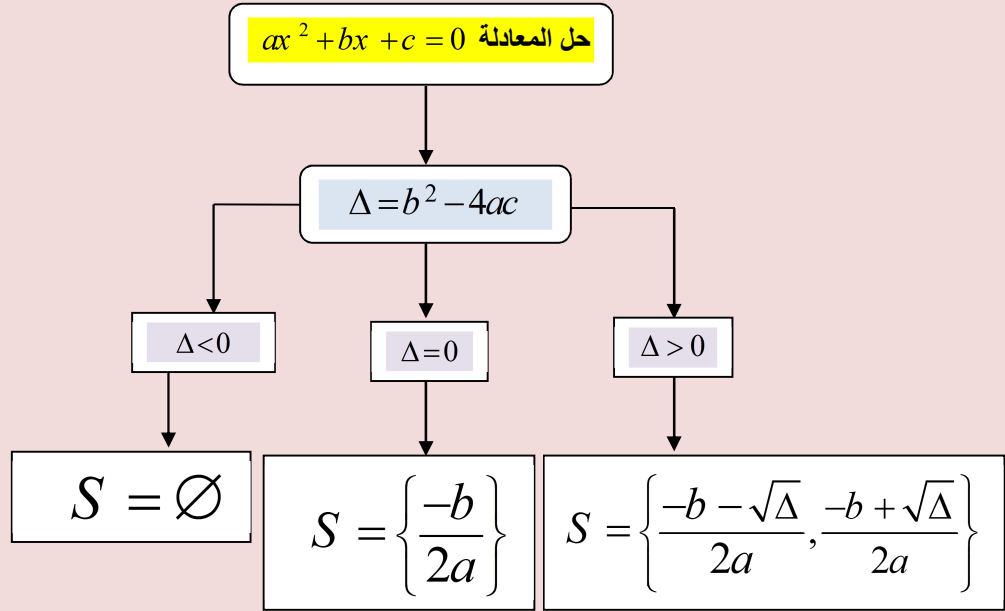 حل المعادلة ax² + bx + c = 0
Δ = b² − 4ac
Δ < 0
Δ = 0
Δ > 0
S = ∅
S = {−b / 2a}
S = {(−b − √Δ) / 2a , (−b + √Δ) / 2a}